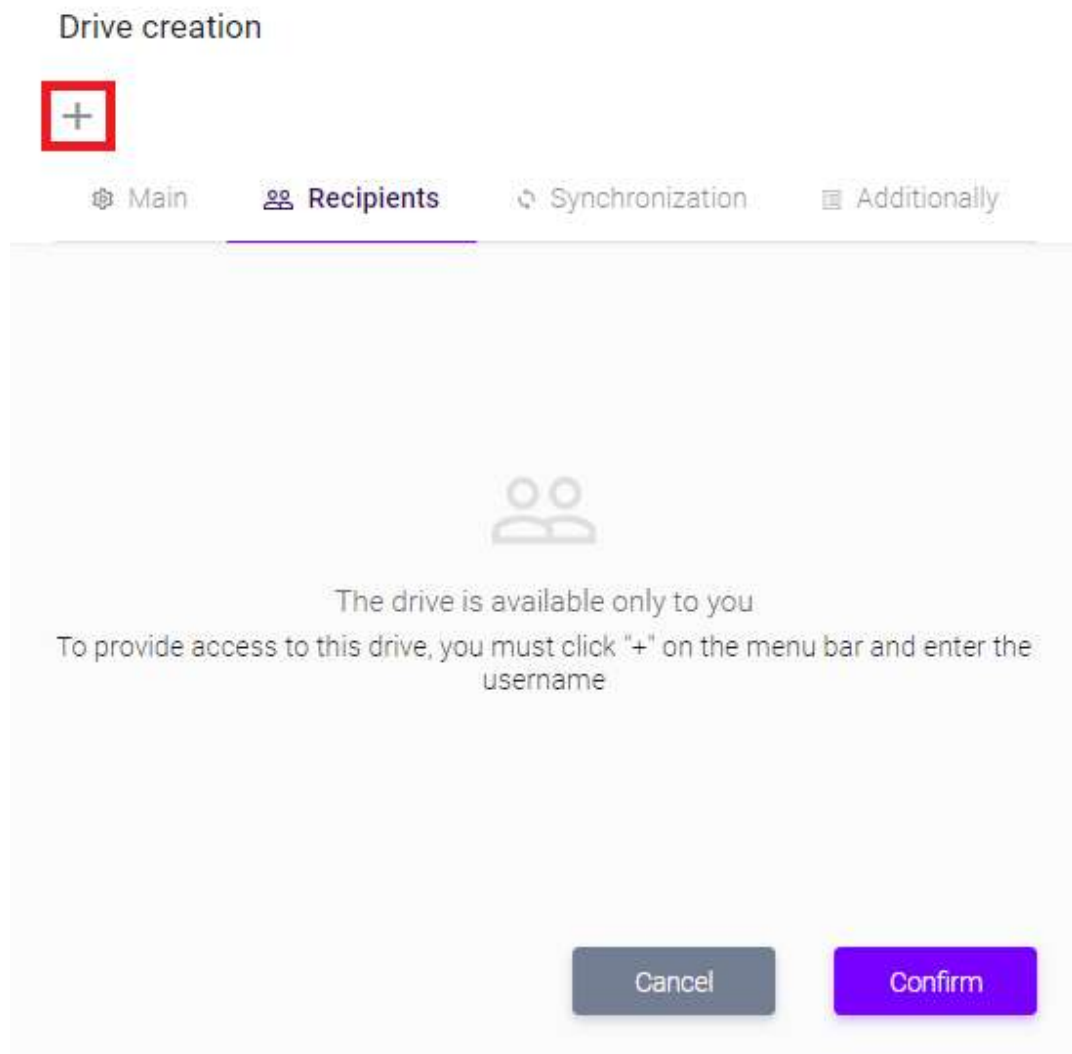 Drive creation
+
Main Recipients Synchronization Additionally
The drive is available only to you
To provide access to this drive, you must click "+" on the menu bar and enter the
username
Cancel Confirm